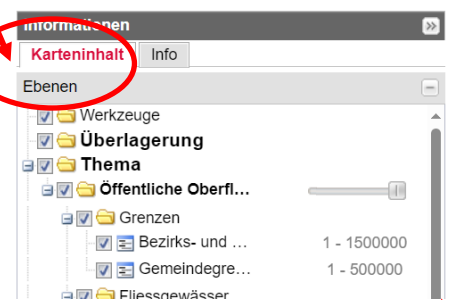 Informationen
Karteninhalt Info
Ebenen
Werkzeuge
Überlagerung
Thema
Öffentliche Oberfl...
Grenzen
Bezirks- und ... 1 - 1500000
Gemeindegre... 1 - 500000
Fliessgewässer